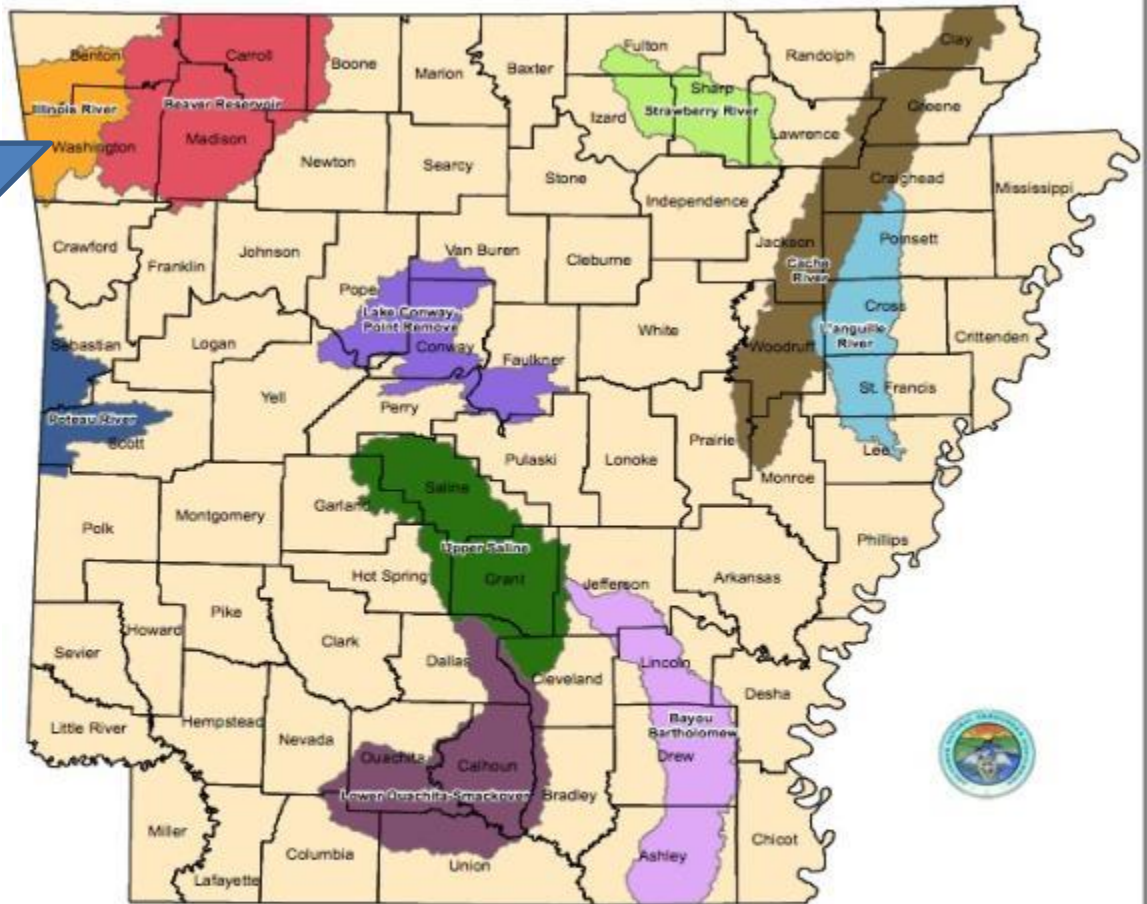 Benton
Carroll
Boone
Marion
Baxter
Fulton
Randolph
Clay
Illinois River
Beaver Reservoir
Sharp
Strawberry River
Izard
Greene
Washington
Madison
Lawrence
Newton
Searcy
Stone
Independence
Craighead
Mississippi
Crawford
Franklin
Johnson
Van Buren
Cleburne
Jackson
Poinsett
Cache
River
Pope
Lake Conway-
Point Remove
Conway
Faulkner
White
Cross
L'anguille
River
Crittenden
Woodruff
Sebastian
Logan
Yell
Perry
St. Francis
Poteau River
Scott
Pulaski
Lonoke
Prairie
Lee
Monroe
Garland
Saline
Polk
Montgomery
Phillips
Upper Saline
Hot Spring
Grant
Jefferson
Arkansas
Pike
Howard
Clark
Sevier
Dallas
Cleveland
Lincoln
Desha
Little River
Hempstead
Nevada
Ouachita
Calhoun
Bayou
Bartholomew
Drew
Lower Ouachita-Smackover
Bradley
Miller
Columbia
Union
Ashley
Chicot
Lafayette